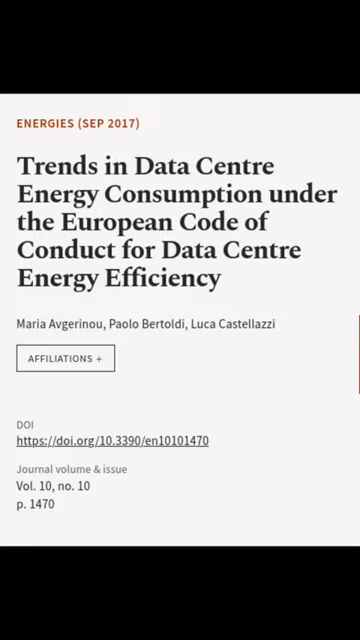 ENERGIES (SEP 2017)
Trends in Data Centre
Energy Consumption under
the European Code of
Conduct for Data Centre
Energy Efficiency
Maria Avgerinou, Paolo Bertoldi, Luca Castellazzi
AFFILIATIONS +
DOI
https://doi.org/10.3390/en10101470
Journal volume & issue
Vol. 10, no. 10
p. 1470